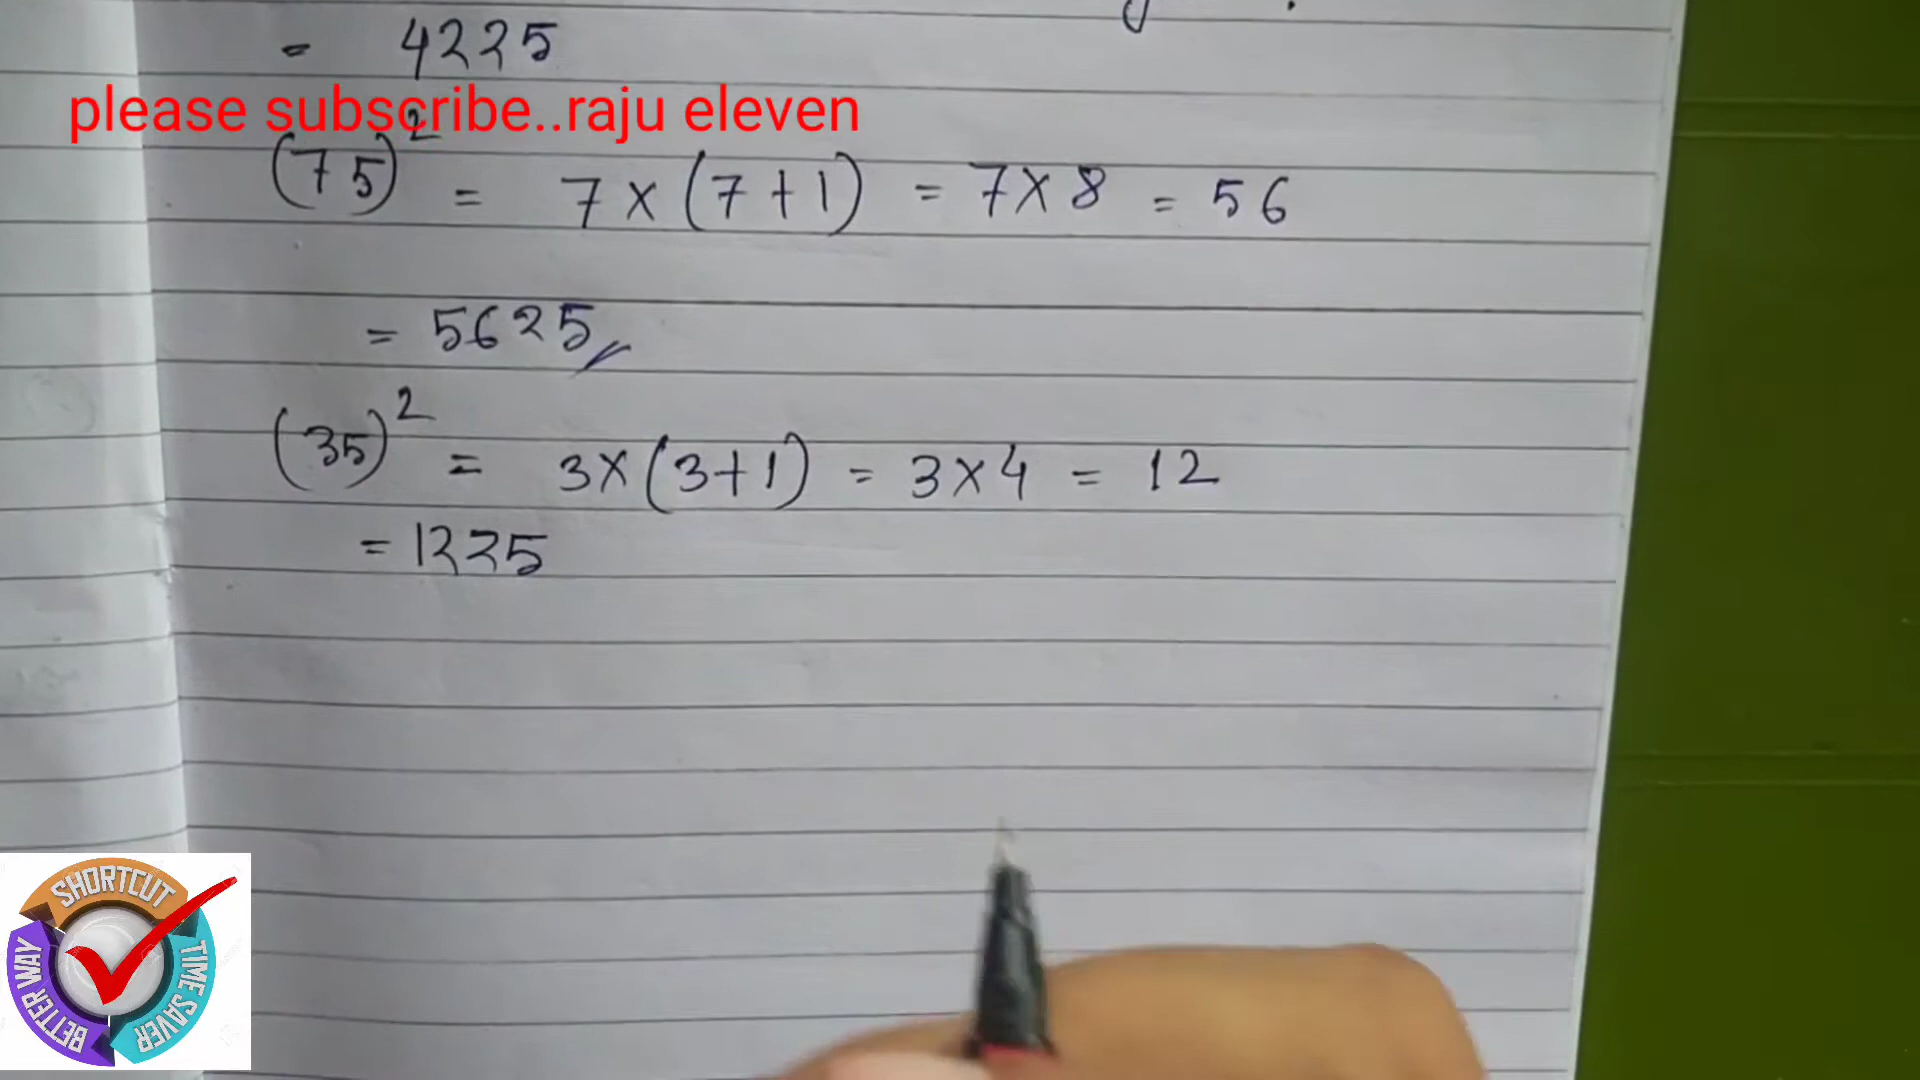 = 4225
please subscribe..raju eleven
(75)² = 7 × (7+1) = 7×8 = 56
= 5625
(35)² = 3×(3+1) = 3×4 = 12
= 1225
SHORTCUT
BETTER WAY
TIME SAVER